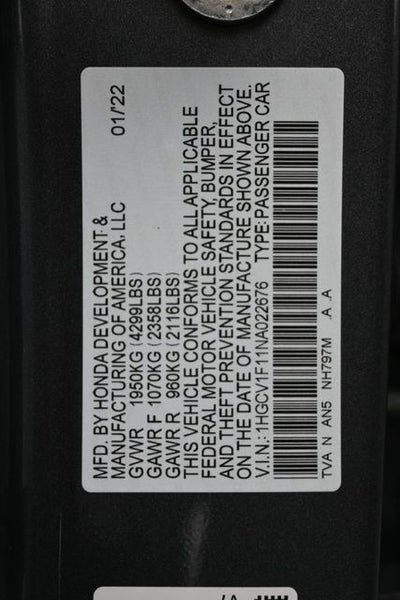 MFD. BY HONDA DEVELOPMENT &
MANUFACTURING OF AMERICA, LLC 01/'22
GVWR 1950KG (4299LBS)
GAWR F 1070KG (2358LBS)
GAWR R 960KG (2116LBS)
THIS VEHICLE CONFORMS TO ALL APPLICABLE
FEDERAL MOTOR VEHICLE SAFETY, BUMPER,
AND THEFT PREVENTION STANDARDS IN EFFECT
ON THE DATE OF MANUFACTURE SHOWN ABOVE.
V.I.N.:1HGCV1F11NA022676 TYPE:PASSENGER CAR
TVA N AN5 NH797M .A .A